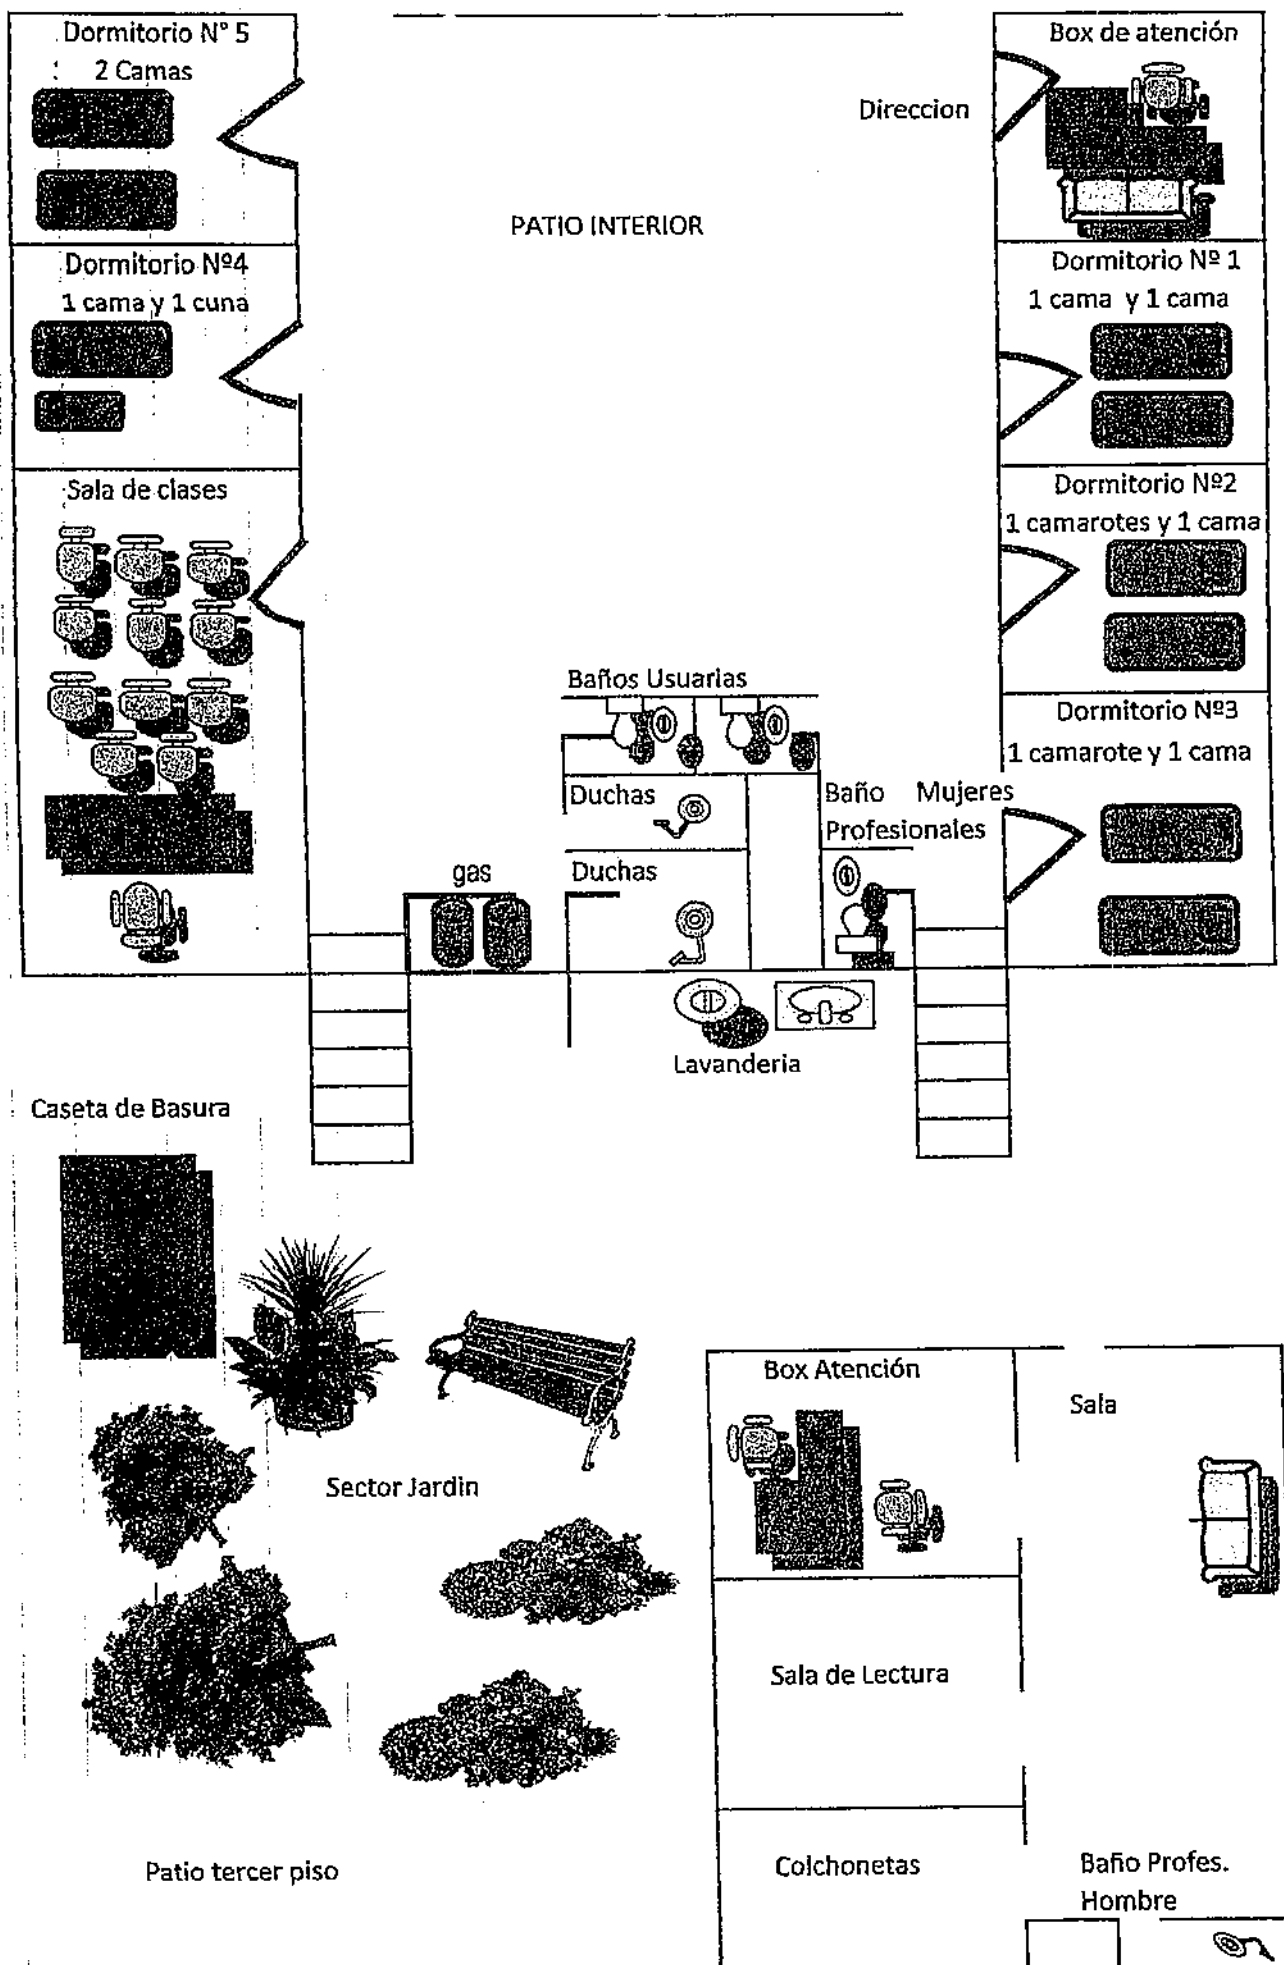 Dormitorio N° 5
2 Camas
Box de atención
Direccion
PATIO INTERIOR
Dormitorio Nº4
1 cama y 1 cuna
Dormitorio Nº 1
1 cama y 1 cama
Sala de clases
Dormitorio Nº2
1 camarotes y 1 cama
Baños Usuarias
Dormitorio Nº3
1 camarote y 1 cama
Duchas
Baño Mujeres
Profesionales
gas
Duchas
Lavanderia
Caseta de Basura
Box Atención
Sala
Sector Jardin
Sala de Lectura
Patio tercer piso
Colchonetas
Baño Profes.
Hombre